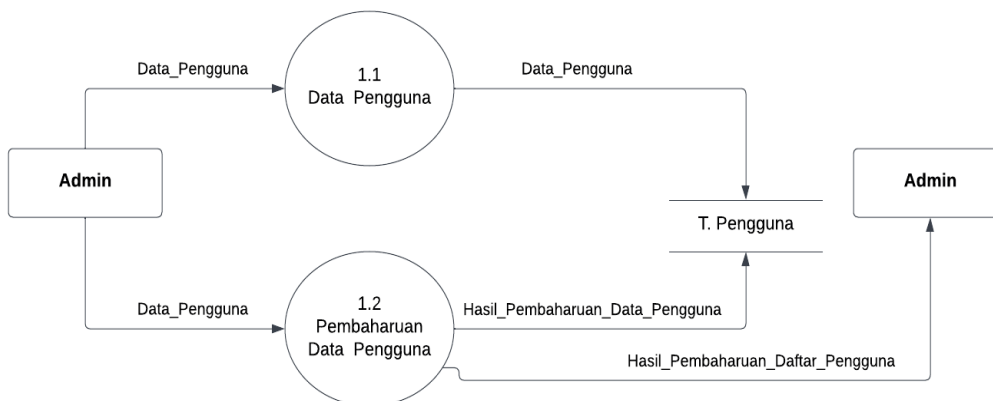 Data_Pengguna
1.1
Data Pengguna
Data_Pengguna
Admin
Admin
T. Pengguna
Data_Pengguna
1.2
Pembaharuan
Data Pengguna
Hasil_Pembaharuan_Data_Pengguna
Hasil_Pembaharuan_Daftar_Pengguna